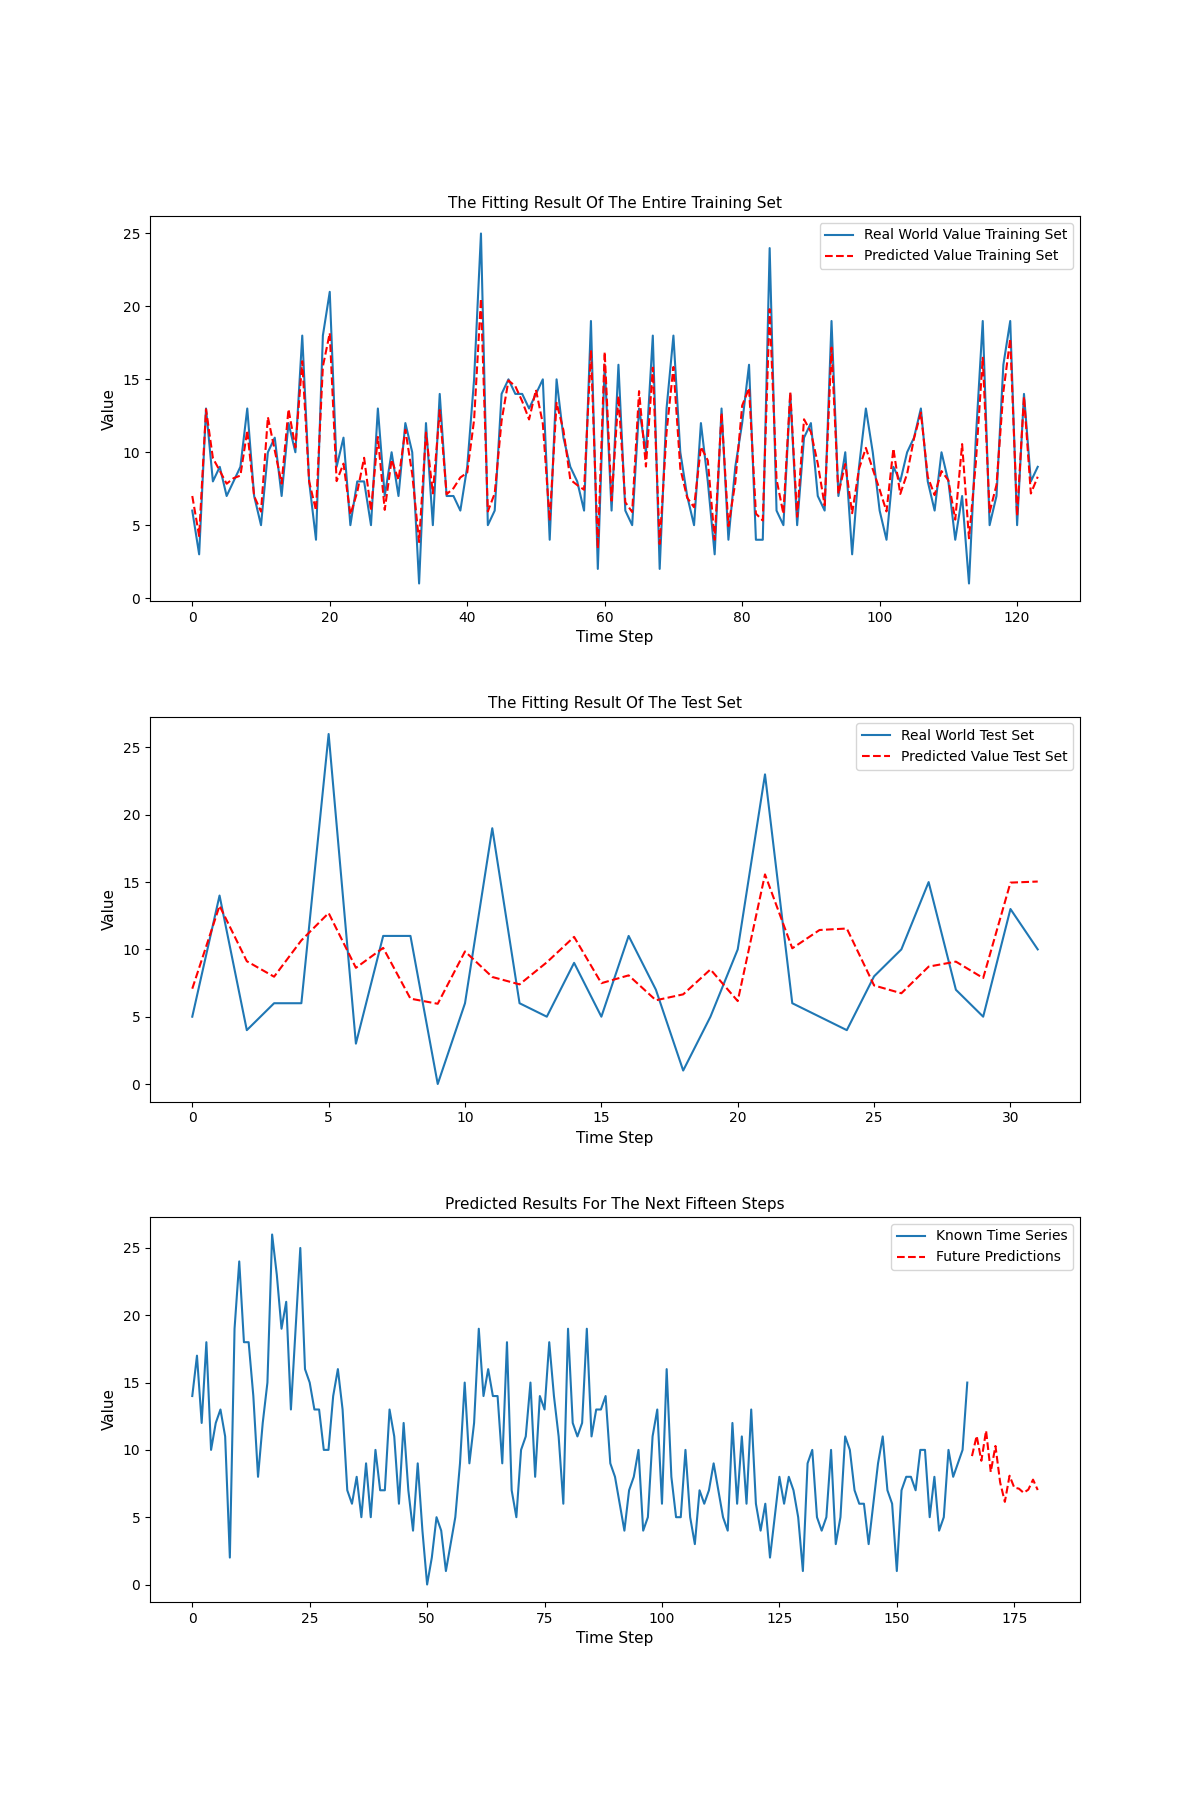 The Fitting Result Of The Entire Training Set
25
20
15
10
5
0
Value
Real World Value Training Set
Predicted Value Training Set
0 20 40 60 80 100 120
Time Step
The Fitting Result Of The Test Set
25
20
15
10
5
0
Value
Real World Test Set
Predicted Value Test Set
0 5 10 15 20 25 30
Time Step
Predicted Results For The Next Fifteen Steps
25
20
15
10
5
0
Value
Known Time Series
Future Predictions
0 25 50 75 100 125 150 175
Time Step